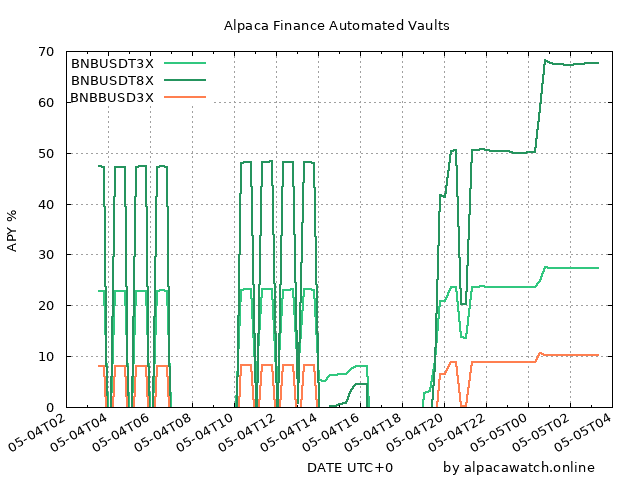 Alpaca Finance Automated Vaults
BNBUSDT3X
BNBUSDT8X
BNBBUSD3X
APY %
70
60
50
40
30
20
10
0
05-04T02
05-04T04
05-04T06
05-04T08
05-04T10
05-04T12
05-04T14
05-04T16
05-04T18
05-04T20
05-04T22
05-05T00
05-05T02
05-05T04
DATE UTC+0
by alpacawatch.online